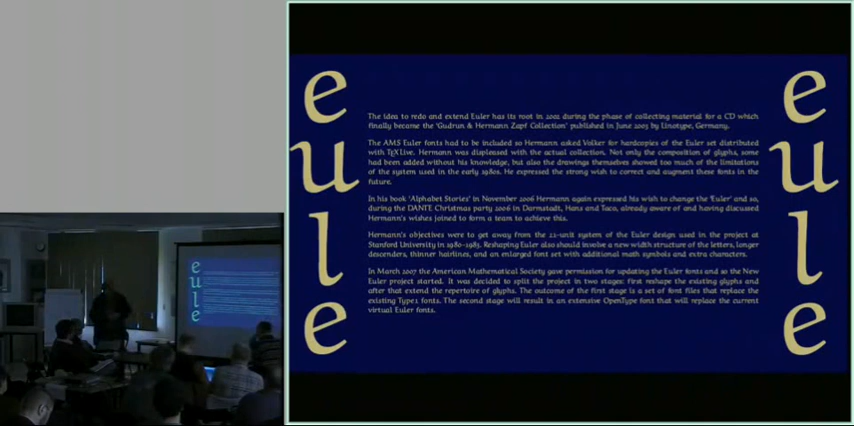 e
u
l
e
The idea to redo and extend Euler has its root in 2002 during the phase of collecting material for a CD which
finally became the 'Gudrun & Hermann Zapf Collection' published in June 2003 by Linotype, Germany.
The AMS Euler fonts had to be included so Hermann asked Volker for hardcopies of the Euler set distributed
with TEXLive. Hermann was displeased with the actual collection. Not only the composition of glyphs, some
had been added without his knowledge, but also the drawings themselves showed too much of the limitations
of the system used in the early 1980s. He expressed the strong wish to correct and augment these fonts in the
future.
In his book 'Alphabet Stories' in November 2006 Hermann again expressed his wish to change the 'Euler' and so,
during the DANTE Christmas party 2006 in Darmstadt, Hans and Taco, already aware of and having discussed
Hermann's wishes joined to form a team to achieve this.
Hermann's objectives were to get away from the 22-unit system of the Euler design used in the project at
Stanford University in 1980-1983. Reshaping Euler also should involve a new width structure of the letters, longer
descenders, thinner hairlines, and an enlarged font set with additional math symbols and extra characters.
In March 2007 the American Mathematical Society gave permission for updating the Euler fonts and so the New
Euler project started. It was decided to split the project in two stages: first reshape the existing glyphs and
after that extend the repertoire of glyphs. The outcome of the first stage is a set of font files that replace the
existing Type1 fonts. The second stage will result in an extensive OpenType font that will replace the current
virtual Euler fonts.
e
u
l
e
e
u
l
e